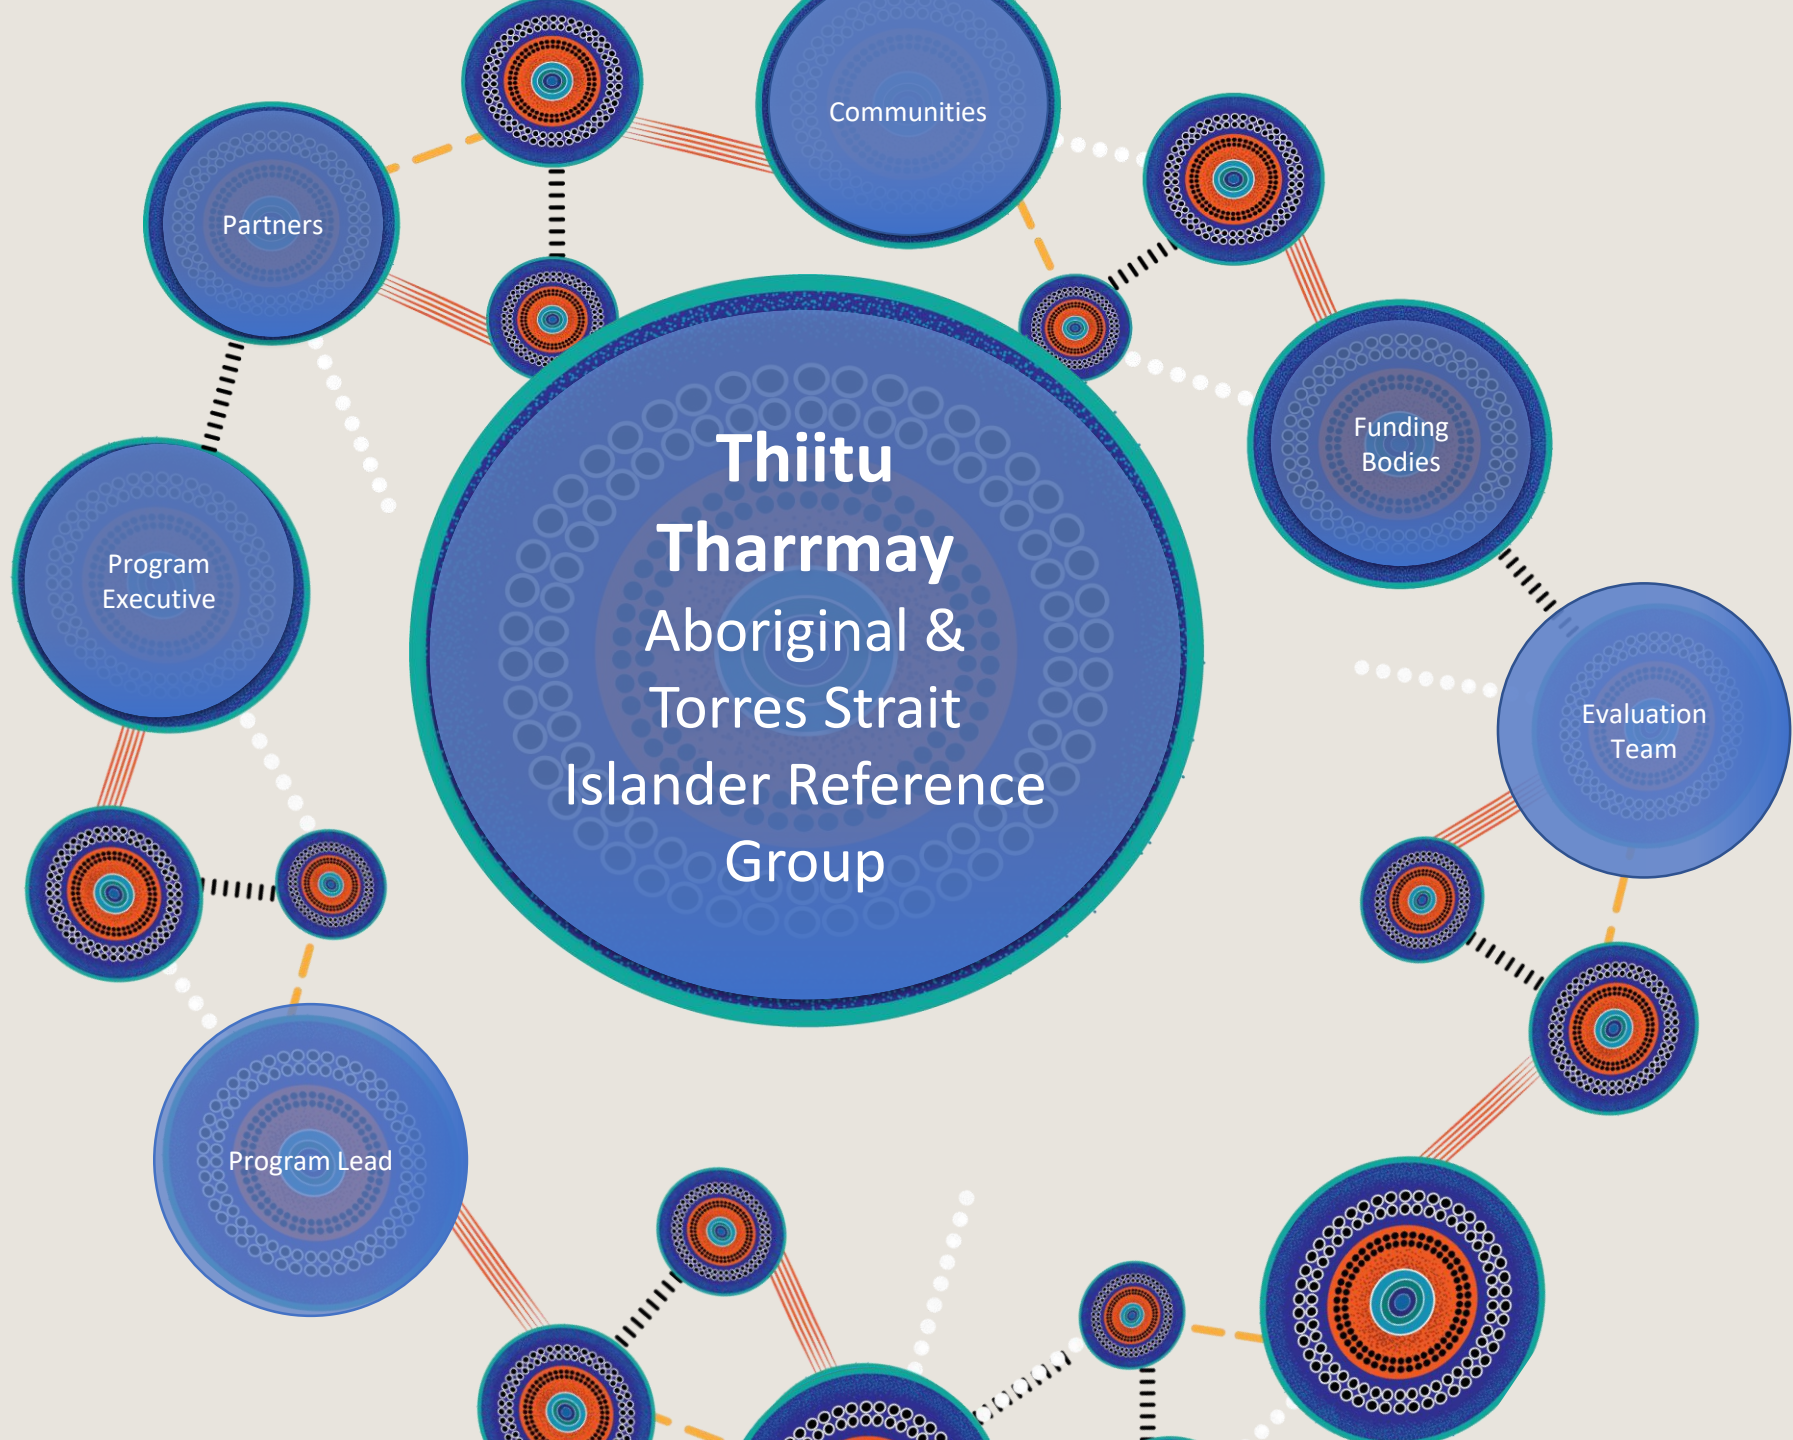 Communities
Partners
Funding
Bodies
Thiitu
Tharrmay
Aboriginal &
Torres Strait
Islander Reference
Group
Program
Executive
Evaluation
Team
Program Lead